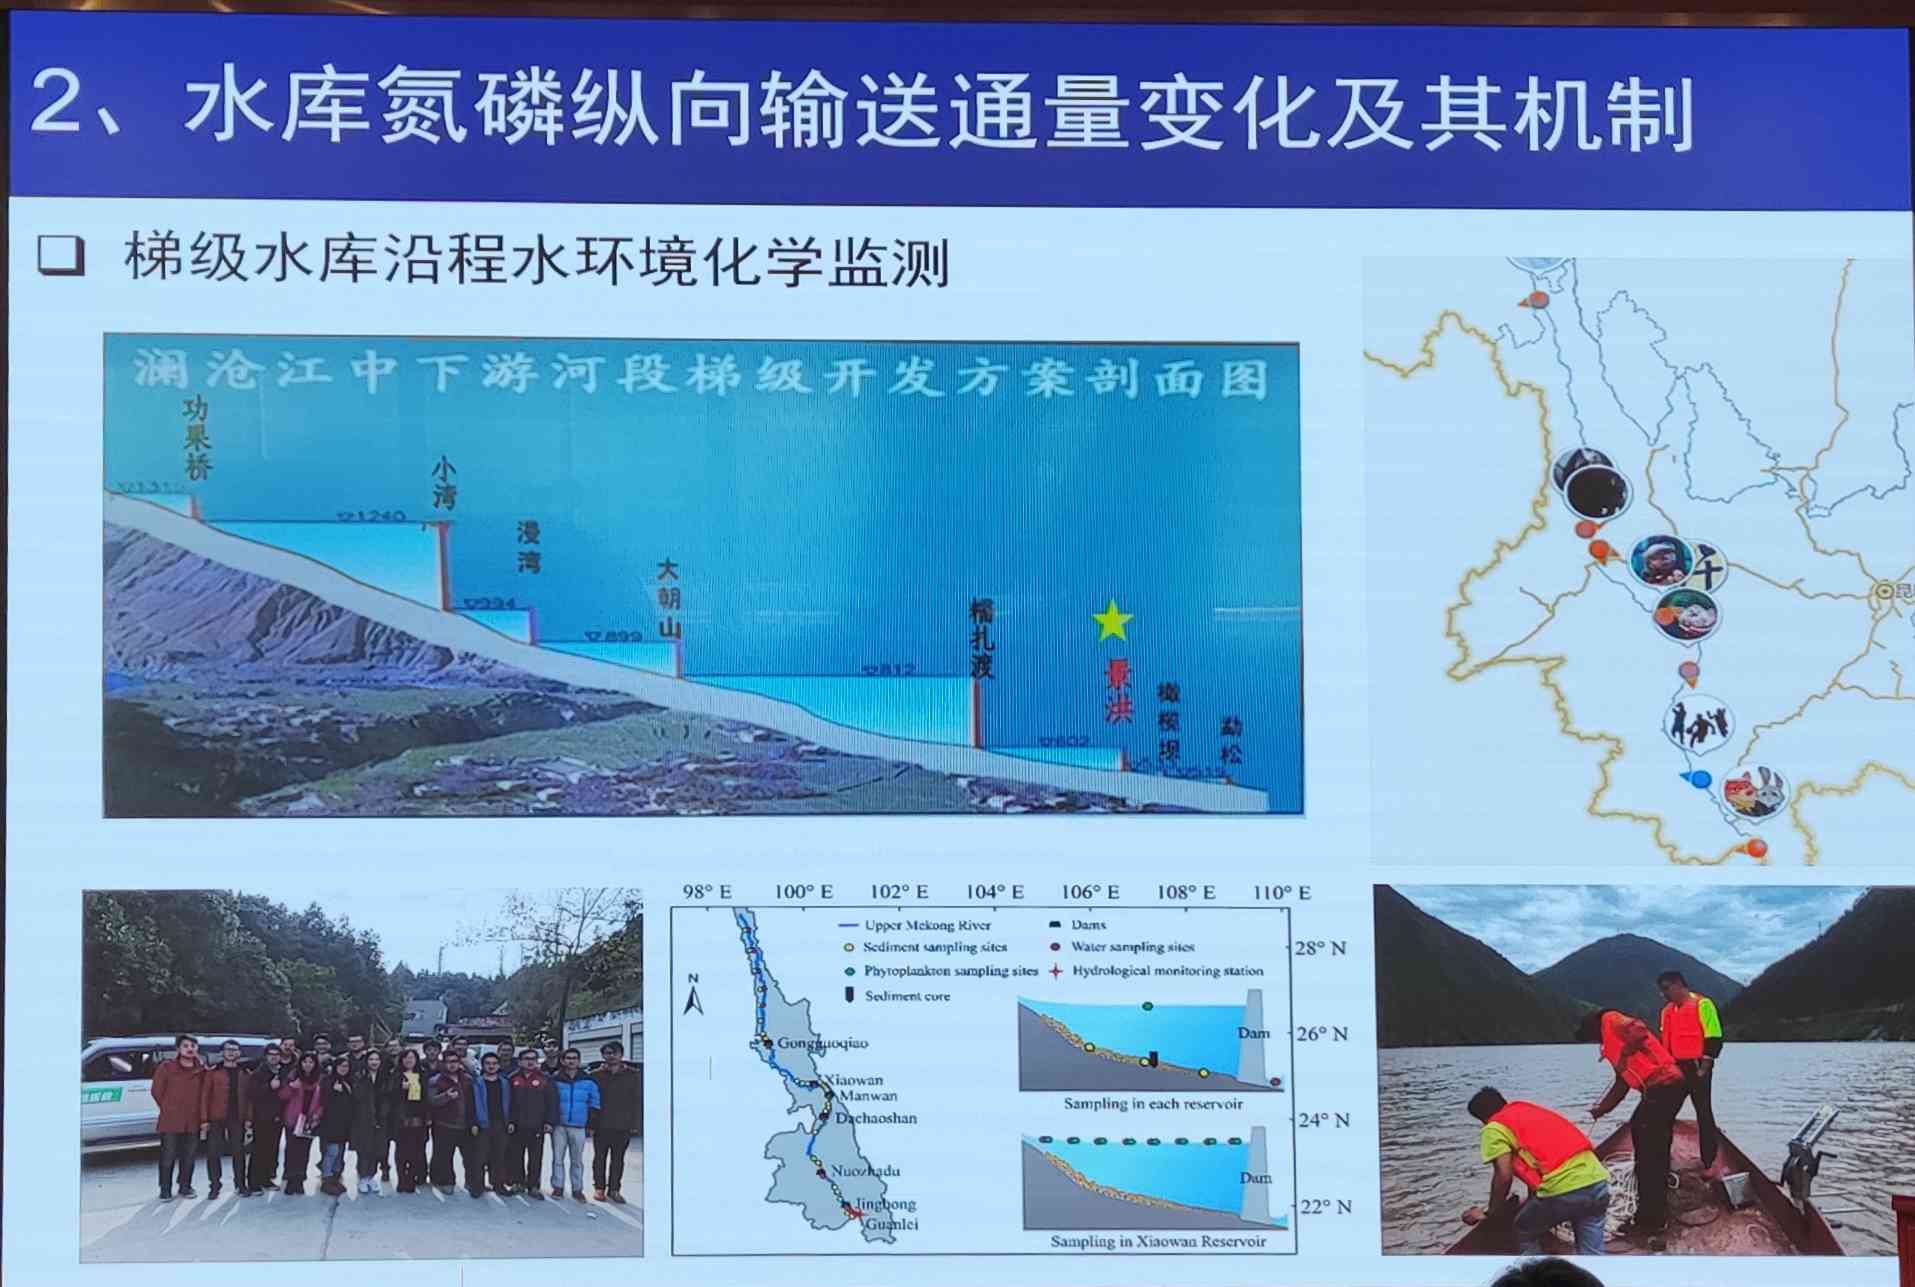 2、水库氮磷纵向输送通量变化及其机制
❑ 梯级水库沿程水环境化学监测
澜沧江中下游河段梯级开发方案剖面图
功果桥
小湾
漫湾
大朝山
糯扎渡
景洪
橄榄坝
勐松
▽1240
▽899
▽812
▽602
98° E 100° E 102° E 104° E 106° E 108° E 110° E
Upper Mekong River
Dams
Sediment sampling sites
Water sampling sites
Phytoplankton sampling sites
Hydrological monitoring station
Sediment core
N
28° N
26° N
24° N
22° N
Gongguoqiao
Xiaowan
Manwan
Dachaoshan
Nuozhadu
Jinghong
Guanlei
Dam
Sampling in each reservoir
Dam
Sampling in Xiaowan Reservoir